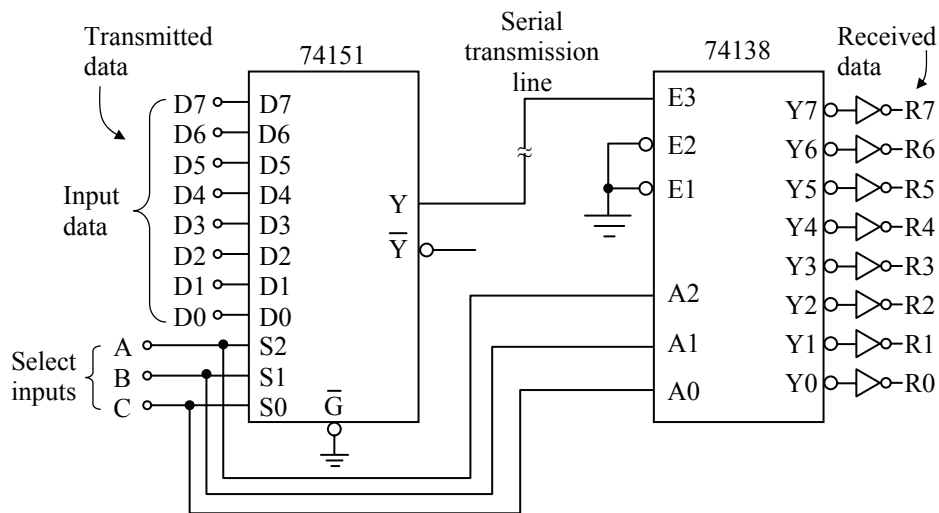 Transmitted
data
74151
Serial
transmission
line
74138
Received
data
Input
data
D7
D6
D5
D4
D3
D2
D1
D0
D7
D6
D5
D4
D3
D2
D1
D0
Y
Y̅
Select
inputs
A
B
C
S2
S1
S0
G̅
E3
E2
E1
A2
A1
A0
Y7
Y6
Y5
Y4
Y3
Y2
Y1
Y0
R7
R6
R5
R4
R3
R2
R1
R0